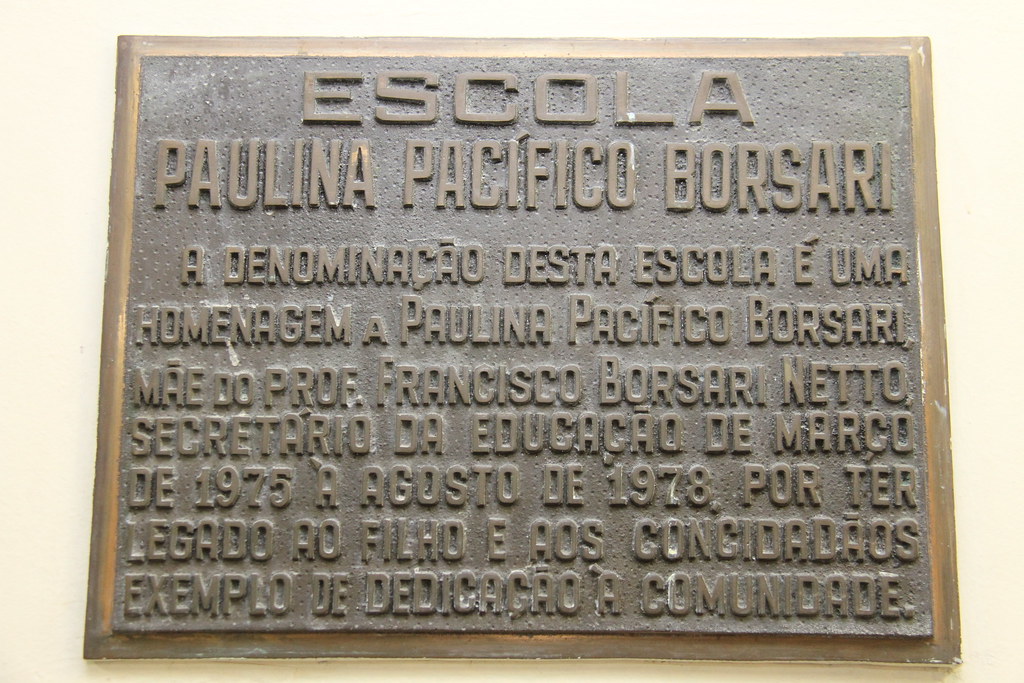 ESCOLA
PAULINA PACÍFICO BORSARI
A DENOMINAÇÃO DESTA ESCOLA É UMA
HOMENAGEM A PAULINA PACÍFICO BORSARI,
MÃE DO PROF. FRANCISCO BORSARI NETTO,
SECRETÁRIO DA EDUCAÇÃO DE MARÇO
DE 1975 À AGOSTO DE 1978, POR TER
LEGADO AO FILHO E AOS CONCIDADÃOS
EXEMPLO DE DEDICAÇÃO À COMUNIDADE.